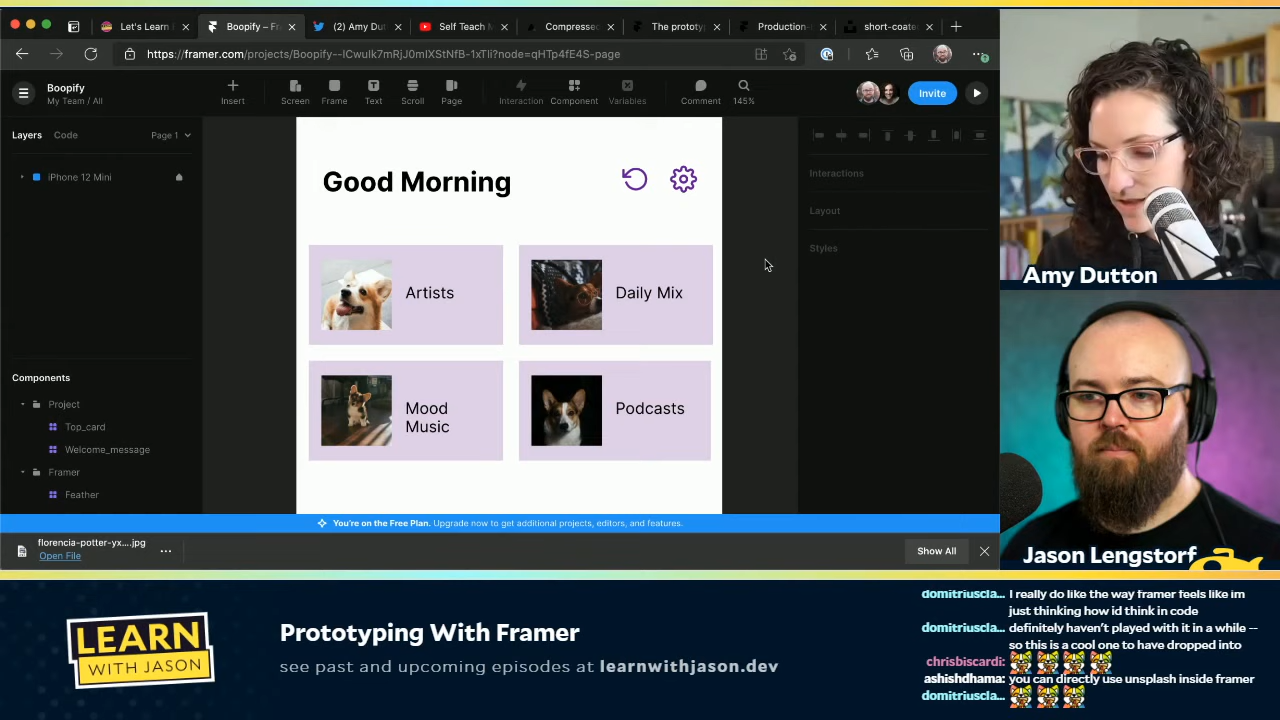 Let's Learn F
Boopify – Fr
(2) Amy Dut
Self Teach M
Compressed
The prototy
Production-
short-coate
https://framer.com/projects/Boopify--lCwulk7mRjJ0mIXStNfB-1xTli?node=qHTp4fE4S-page
Boopify
My Team / All
Insert
Screen
Frame
Text
Scroll
Page
Interaction
Component
Variables
Comment
145%
Invite
Layers
Code
Page 1
iPhone 12 Mini
Components
Project
Top_card
Welcome_message
Framer
Feather
Good Morning
Artists
Daily Mix
Mood
Music
Podcasts
Interactions
Layout
Styles
You're on the Free Plan. Upgrade now to get additional projects, editors, and features.
florencia-potter-yx....jpg
Open File
Show All
Amy Dutton
Jason Lengstorf
LEARN
WITH JASON
Prototyping With Framer
see past and upcoming episodes at learnwithjason.dev
domitriuscla... I really do like the way framer feels like im
just thinking how id think in code
domitriuscla... definitely haven't played with it in a while --
so this is a cool one to have dropped into
chrisbiscardi:
ashishdhama: you can directly use unsplash inside framer
domitriuscla...